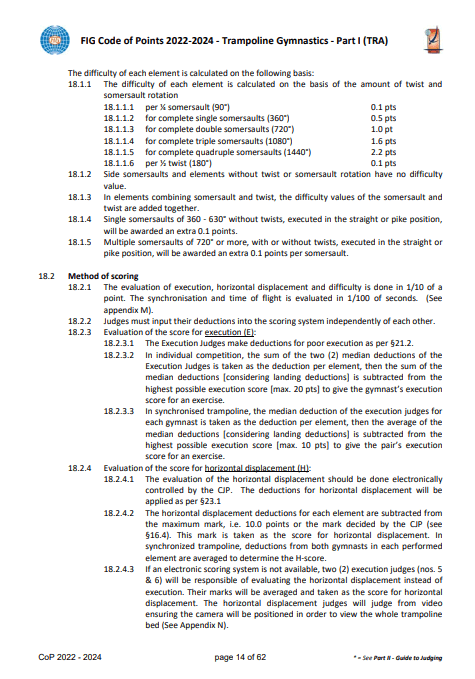 FIG Code of Points 2022-2024 - Trampoline Gymnastics - Part I (TRA)
The difficulty of each element is calculated on the following basis:
18.1.1 The difficulty of each element is calculated on the basis of the amount of twist and
somersault rotation
18.1.1.1 per ¼ somersault (90°) 0.1 pts
18.1.1.2 for complete single somersaults (360°) 0.5 pts
18.1.1.3 for complete double somersaults (720°) 1.0 pt
18.1.1.4 for complete triple somersaults (1080°) 1.6 pts
18.1.1.5 for complete quadruple somersaults (1440°) 2.2 pts
18.1.1.6 per ½ twist (180°) 0.1 pts
18.1.2 Side somersaults and elements without twist or somersault rotation have no difficulty
value.
18.1.3 In elements combining somersault and twist, the difficulty values of the somersault and
twist are added together.
18.1.4 Single somersaults of 360 - 630° without twists, executed in the straight or pike position,
will be awarded an extra 0.1 points.
18.1.5 Multiple somersaults of 720° or more, with or without twists, executed in the straight or
pike position, will be awarded an extra 0.1 points per somersault.
18.2 Method of scoring
18.2.1 The evaluation of execution, horizontal displacement and difficulty is done in 1/10 of a
point. The synchronisation and time of flight is evaluated in 1/100 of seconds. (See
appendix M).
18.2.2 Judges must input their deductions into the scoring system independently of each other.
18.2.3 Evaluation of the score for execution (E):
18.2.3.1 The Execution Judges make deductions for poor execution as per §21.2.
18.2.3.2 In individual competition, the sum of the two (2) median deductions of the
Execution Judges is taken as the deduction per element, then the sum of the
median deductions [considering landing deductions] is subtracted from the
highest possible execution score [max. 20 pts] to give the gymnast's execution
score for an exercise.
18.2.3.3 In synchronised trampoline, the median deduction of the execution judges for
each gymnast is taken as the deduction per element, then the average of the
median deductions [considering landing deductions] is subtracted from the
highest possible execution score [max. 10 pts] to give the pair's execution
score for an exercise.
18.2.4 Evaluation of the score for horizontal displacement (H):
18.2.4.1 The evaluation of the horizontal displacement should be done electronically
controlled by the CJP. The deductions for horizontal displacement will be
applied as per §23.1
18.2.4.2 The horizontal displacement deductions for each element are subtracted from
the maximum mark, i.e. 10.0 points or the mark decided by the CJP (see
§16.4). This mark is taken as the score for horizontal displacement. In
synchronized trampoline, deductions from both gymnasts in each performed
element are averaged to determine the H-score.
18.2.4.3 If an electronic scoring system is not available, two (2) execution judges (nos. 5
& 6) will be responsible of evaluating the horizontal displacement instead of
execution. Their marks will be averaged and taken as the score for horizontal
displacement. The horizontal displacement judges will judge from video
ensuring the camera will be positioned in order to view the whole trampoline
bed (See Appendix N).
CoP 2022 - 2024 page 14 of 62 * = See Part II - Guide to Judging